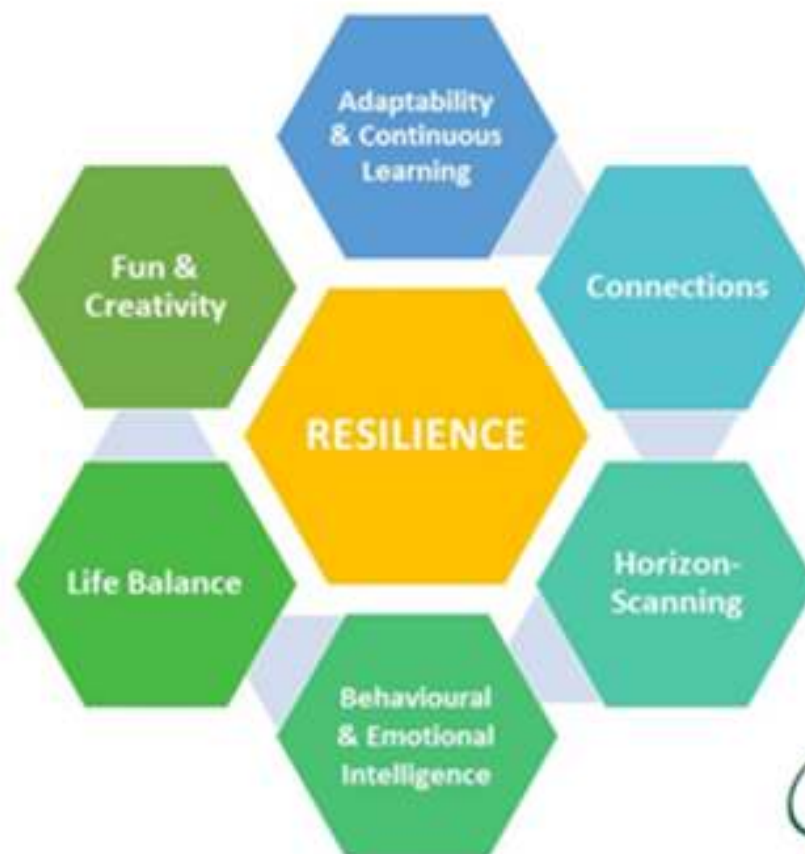 Adaptability
& Continuous
Learning
Connections
Horizon-
Scanning
Behavioural
& Emotional
Intelligence
Life Balance
Fun &
Creativity
RESILIENCE